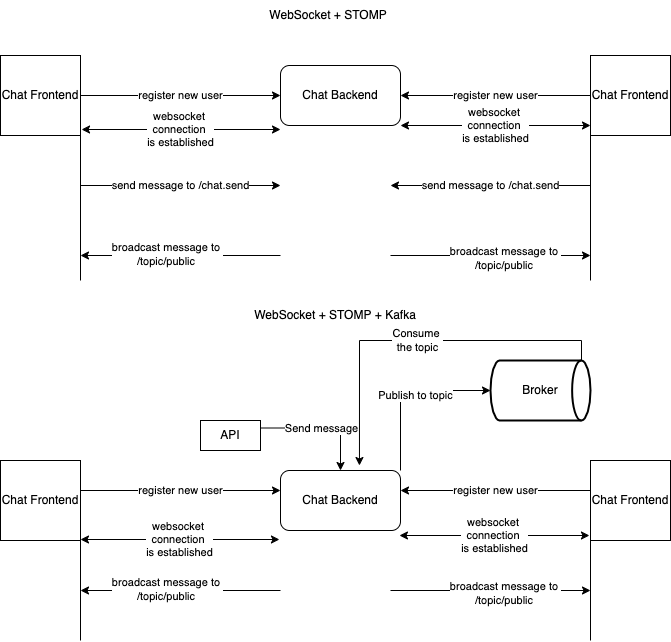 WebSocket + STOMP
Chat Frontend
register new user
Chat Backend
register new user
Chat Frontend
websocket
connection
is established
websocket
connection
is established
send message to /chat.send
send message to /chat.send
broadcast message to
/topic/public
broadcast message to
/topic/public
WebSocket + STOMP + Kafka
Consume
the topic
Publish to topic
Broker
API
Send message
Chat Frontend
register new user
Chat Backend
register new user
Chat Frontend
websocket
connection
is established
websocket
connection
is established
broadcast message to
/topic/public
broadcast message to
/topic/public